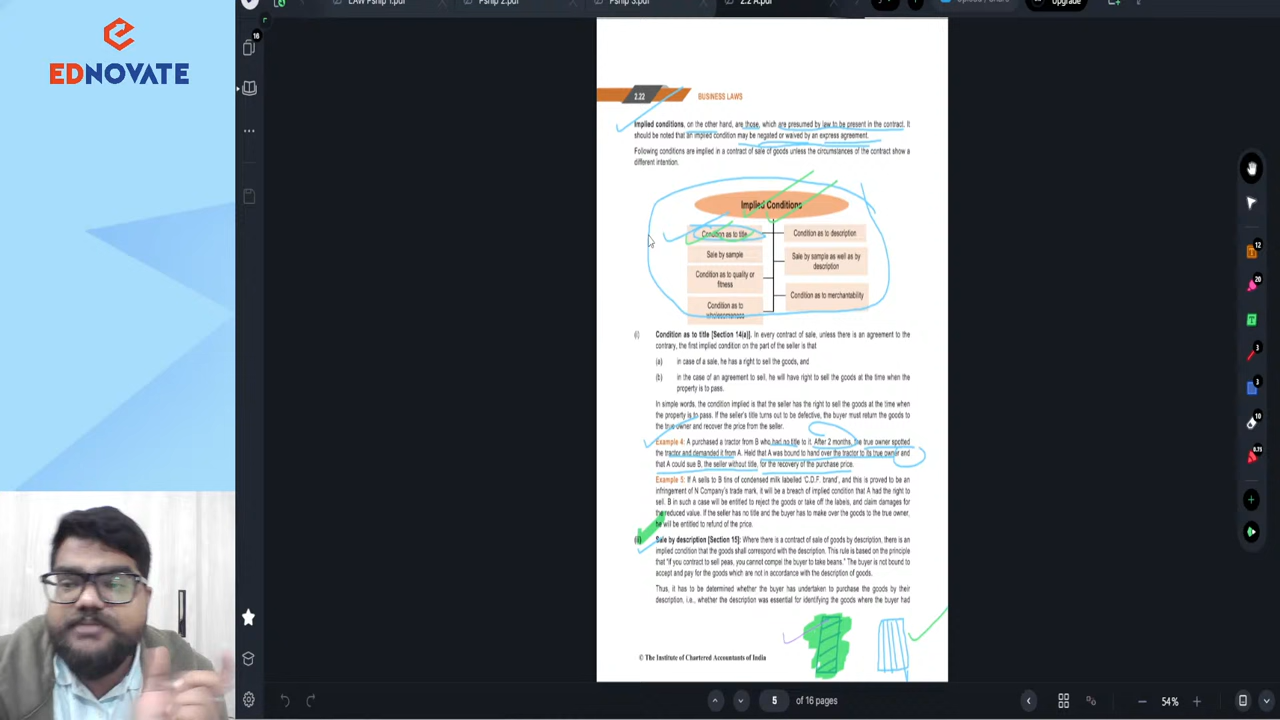 LAW Pship 1.pdf
Pship 2.pdf
Pship 3.pdf
2.2 A.pdf
Upgrade
EDNOVATE
16
2.22 BUSINESS LAWS
Implied conditions, on the other hand, are those, which are presumed by law to be present in the contract. It
should be noted that an implied condition may be negated or waived by an express agreement.
Following conditions are implied in a contract of sale of goods unless the circumstances of the contract show a
different intention.
Implied Conditions
Condition as to title
Condition as to description
Sale by sample
Sale by sample as well as by
description
Condition as to quality or
fitness
Condition as to merchantability
Condition as to
wholesomeness
(i) Condition as to title [Section 14(a)]. In every contract of sale, unless there is an agreement to the
contrary, the first implied condition on the part of the seller is that
(a) in case of a sale, he has a right to sell the goods, and
(b) in the case of an agreement to sell, he will have right to sell the goods at the time when the
property is to pass.
In simple words, the condition implied is that the seller has the right to sell the goods at the time when
the property is to pass. If the seller's title turns out to be defective, the buyer must return the goods to
the true owner and recover the price from the seller.
Example 4: A purchased a tractor from B who had no title to it. After 2 months, the true owner spotted
the tractor and demanded it from A. Held that A was bound to hand over the tractor to its true owner and
that A could sue B, the seller without title, for the recovery of the purchase price.
Example 5: If A sells to B tins of condensed milk labelled 'C.D.F. brand', and this is proved to be an
infringement of N Company's trade mark, it will be a breach of implied condition that A had the right to
sell. B in such a case will be entitled to reject the goods or take off the labels, and claim damages for
the reduced value. If the seller has no title and the buyer has to make over the goods to the true owner,
he will be entitled to refund of the price.
(ii) Sale by description [Section 15]: Where there is a contract of sale of goods by description, there is an
implied condition that the goods shall correspond with the description. This rule is based on the principle
that "if you contract to sell peas, you cannot compel the buyer to take beans." The buyer is not bound to
accept and pay for the goods which are not in accordance with the description of goods.
Thus, it has to be determined whether the buyer has undertaken to purchase the goods by their
description, i.e., whether the description was essential for identifying the goods where the buyer had
© The Institute of Chartered Accountants of India
12
20
3
3
10
5 of 16 pages
54%